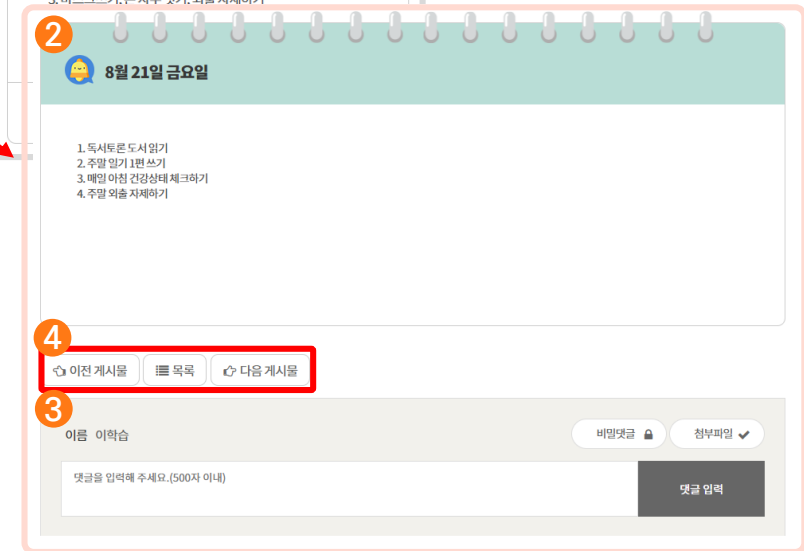 2
8월 21일 금요일
1. 독서토론 도서 읽기
2. 주말 일기 1편 쓰기
3. 매일 아침 건강상태 체크하기
4. 주말 외출 자제하기
4
이전 게시물 목록 다음 게시물
3
이름 이학습 비밀댓글 첨부파일
댓글을 입력해 주세요.(500자 이내)
댓글 입력